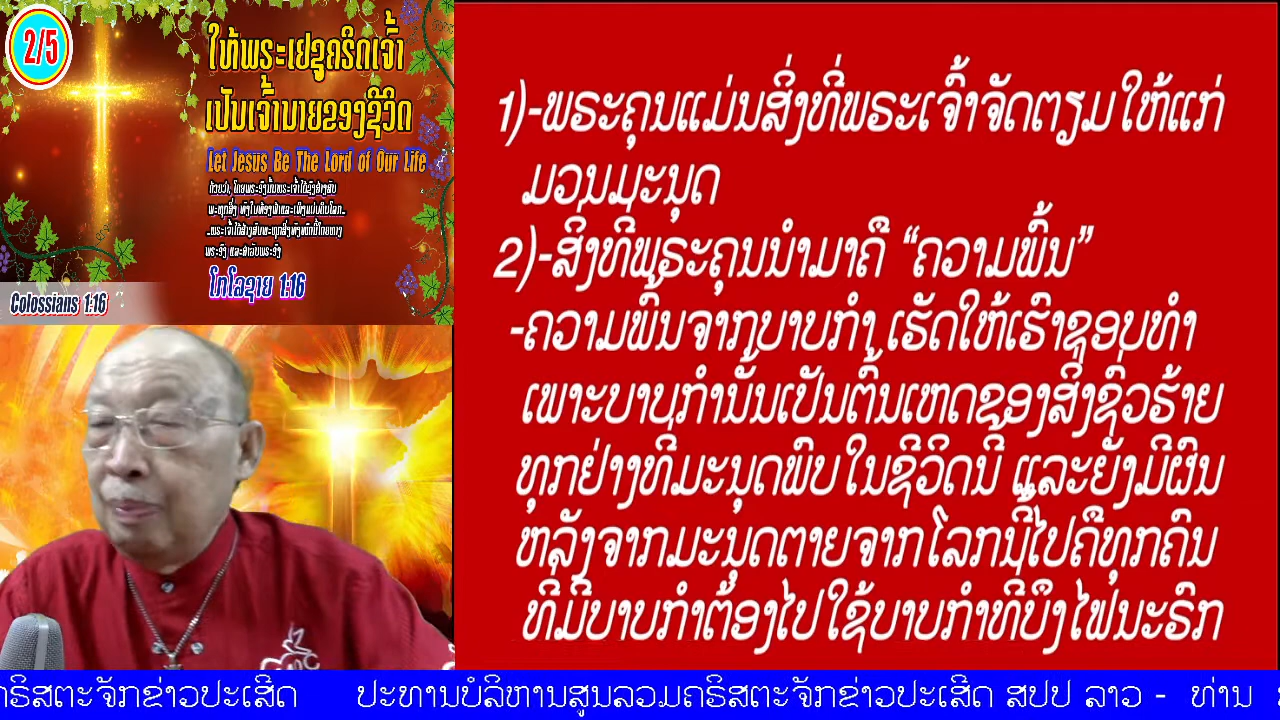 2/5
ໃຫ້ພຣະເຢຊູຄຣິດເຈົ້າ
ເປັນເຈົ້ານາຍຂອງຊີວິດ
Let Jesus Be The Lord of Our Life
ໂກໂລຊາຍ 1:16
Colossians 1:16
1)-ພຣະຄຸນແມ່ນສິ່ງທີ່ພຣະເຈົ້າຈັດຕຽມໃຫ້ແກ່
ມວນມະນຸດ
2)-ສິ່ງທີ່ພຣະຄຸນນຳມາຄື “ຄວາມພົ້ນ”
-ຄວາມພົ້ນຈາກບາບກຳ ເຮັດໃຫ້ເຮົາຊອບທຳ
ເພາະບາບກຳນັ້ນເປັນຕົ້ນເຫດຂອງສິ່ງຊົ່ວຮ້າຍ
ທຸກຢ່າງທີ່ມະນຸດພົບໃນຊີວິດນີ້ ແລະຍັງມີຜົນ
ຫລັງຈາກມະນຸດຕາຍຈາກໂລກນີ້ໄປຄືທຸກຄົນ
ທີ່ມີບາບກຳຕ້ອງໄປໃຊ້ບາບກຳທີ່ບຶງໄຟນະຮົກ
ຄຣິສຕະຈັກຂ່າວປະເສີດ ປະທານບໍລິຫານສູນລວມຄຣິສຕະຈັກຂ່າວປະເສີດ ສປປ ລາວ - ທ່ານ